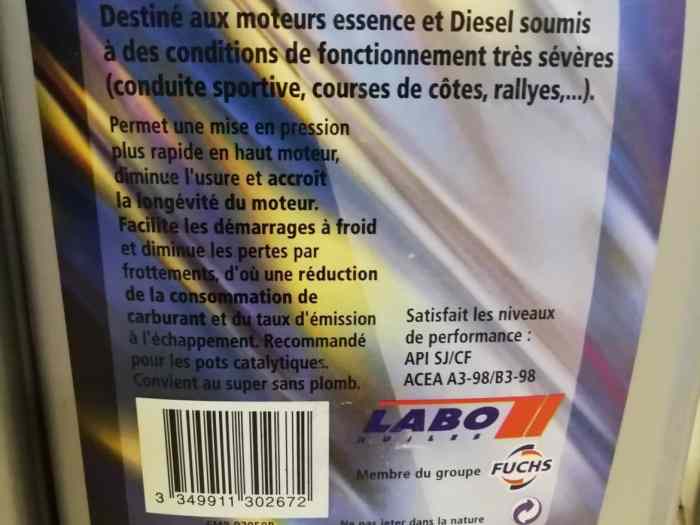 Destiné aux moteurs essence et Diesel soumis
à des conditions de fonctionnement très sévères
(conduite sportive, courses de côtes, rallyes,...).
Permet une mise en pression
plus rapide en haut moteur,
diminue l'usure et accroît
la longévité du moteur.
Facilite les démarrages à froid
et diminue les pertes par
frottements, d'où une réduction
de la consommation de
carburant et du taux d'émission
à l'échappement. Recommandé
pour les pots catalytiques.
Convient au super sans plomb.
Satisfait les niveaux
de performance :
API SJ/CF
ACEA A3-98/B3-98
LABO
HUILES
Membre du groupe FUCHS
3 349911 302672
Ne pas jeter dans la nature